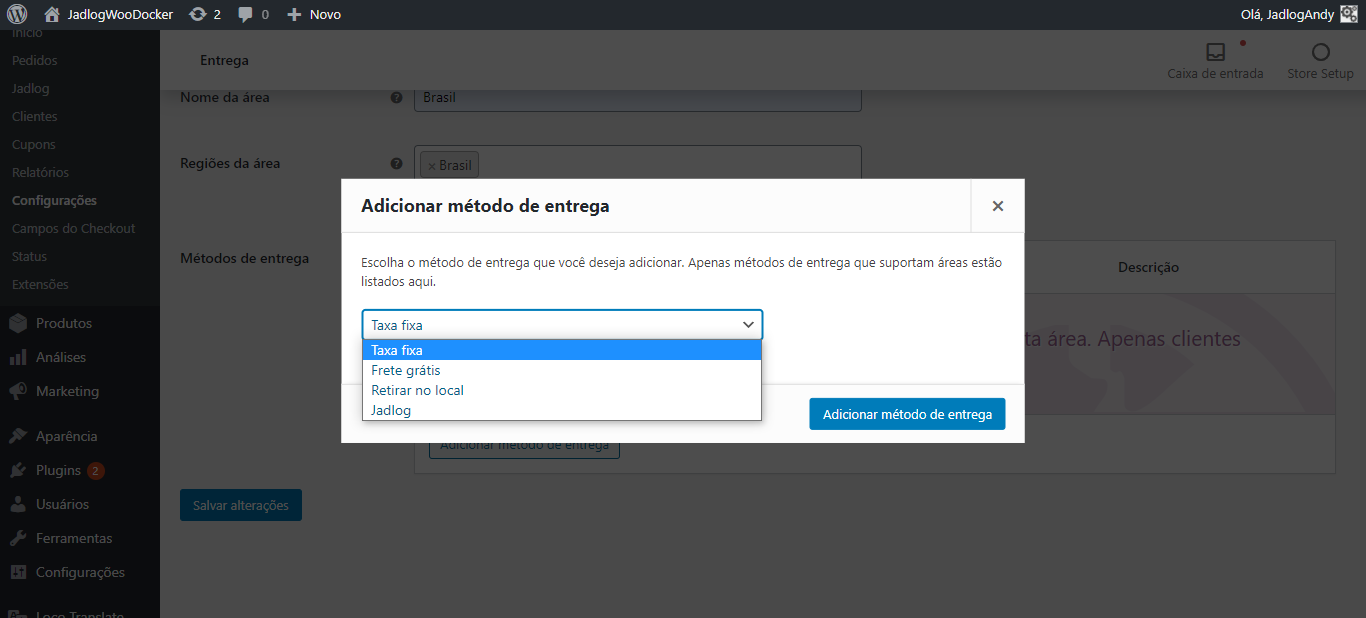 JadlogWooDocker 2 0 Novo
Olá, JadlogAndy
Início
Pedidos
Jadlog
Clientes
Cupons
Relatórios
Configurações
Campos do Checkout
Status
Extensões
Produtos
Análises
Marketing
Aparência
Plugins 2
Usuários
Ferramentas
Configurações
Loco Translate
Entrega
Caixa de entrada
Store Setup
Nome da área
Brasil
Regiões da área
× Brasil
Métodos de entrega
Descrição
ta área. Apenas clientes
Adicionar método de entrega
Salvar alterações
Adicionar método de entrega
Escolha o método de entrega que você deseja adicionar. Apenas métodos de entrega que suportam áreas estão
listados aqui.
Taxa fixa
Taxa fixa
Frete grátis
Retirar no local
Jadlog
Adicionar método de entrega